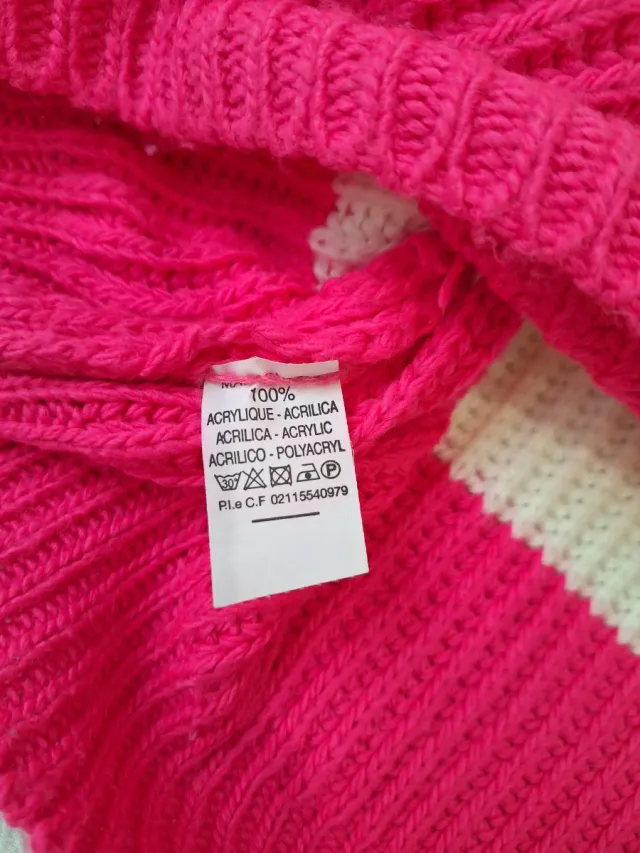 100%
ACRYLIQUE - ACRILICA
ACRILICA - ACRYLIC
ACRILICO - POLYACRYL
30° P
P.I.e C.F 02115540979